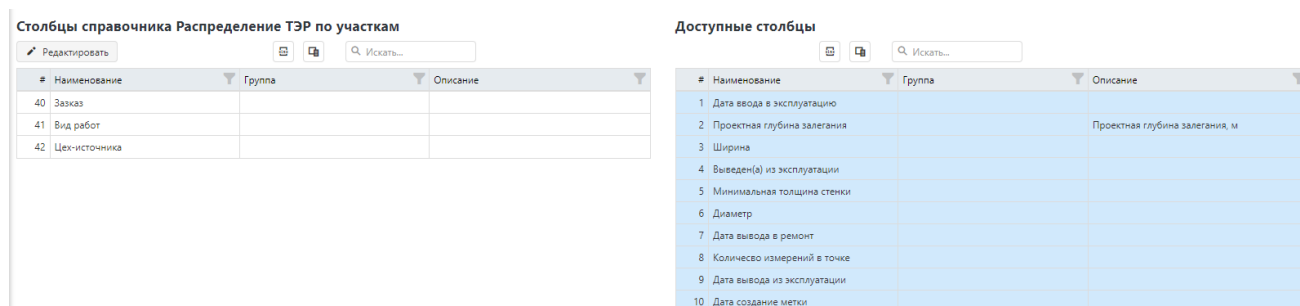 Столбцы справочника Распределение ТЭР по участкам
Редактировать
Искать...
# Наименование Группа Описание
40 Зазказ
41 Вид работ
42 Цех-источника
Доступные столбцы
Искать...
# Наименование Группа Описание
1 Дата ввода в эксплуатацию
2 Проектная глубина залегания Проектная глубина залегания, м
3 Ширина
4 Выведен(а) из эксплуатации
5 Минимальная толщина стенки
6 Диаметр
7 Дата вывода в ремонт
8 Количесво измерений в точке
9 Дата вывода из эксплуатации
10 Дата создание метки